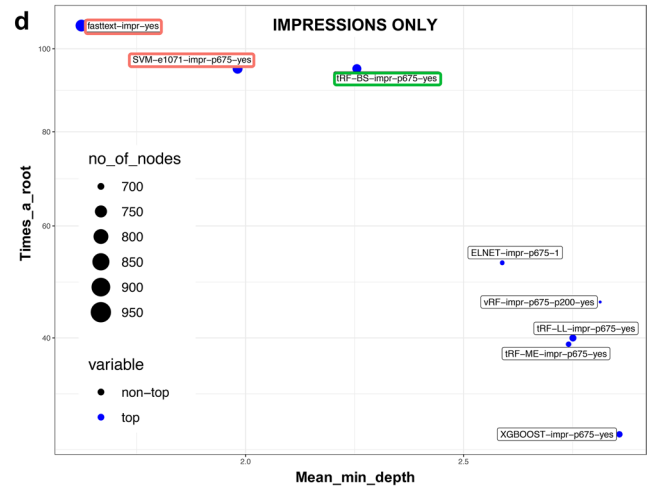 d
IMPRESSIONS ONLY
fasttext-impr-yes
SVM-e1071-impr-p675-yes
tRF-BS-impr-p675-yes
100
80
60
40
Times_a_root
no_of_nodes
700
750
800
850
900
950
variable
non-top
top
ELNET-impr-p675-1
vRF-impr-p675-p200-yes
tRF-LL-impr-p675-yes
tRF-ME-impr-p675-yes
XGBOOST-impr-p675-yes
2.0
2.5
Mean_min_depth